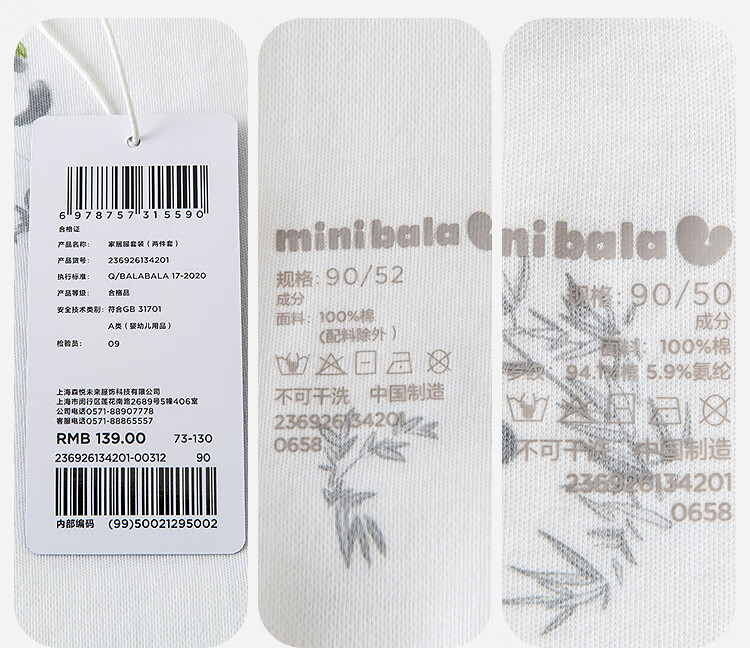 6 978757 315590
合格证
产品名称: 家居服套装(两件套)
产品货号: 236926134201
执行标准: Q/BALABALA 17-2020
产品等级: 合格品
安全技术类别: 符合GB 31701
A类(婴幼儿用品)
检验员: 09
上海森悦未来服饰科技有限公司
上海市闵行区莲花南路2689号5幢406室
公司电话0571-88907778
客服电话0571-88865557
RMB 139.00 73-130
236926134201-00312 90
内部编码 (99)50021295002
minibala
规格: 90/52
成分
面料: 100%棉
(配料除外)
不可干洗 中国制造
236926134201
0658
ni bala
规格: 90/50
成分
面料: 100%棉
94.1%棉 5.9%氨纶
不可干洗 中国制造
236926134201
0658